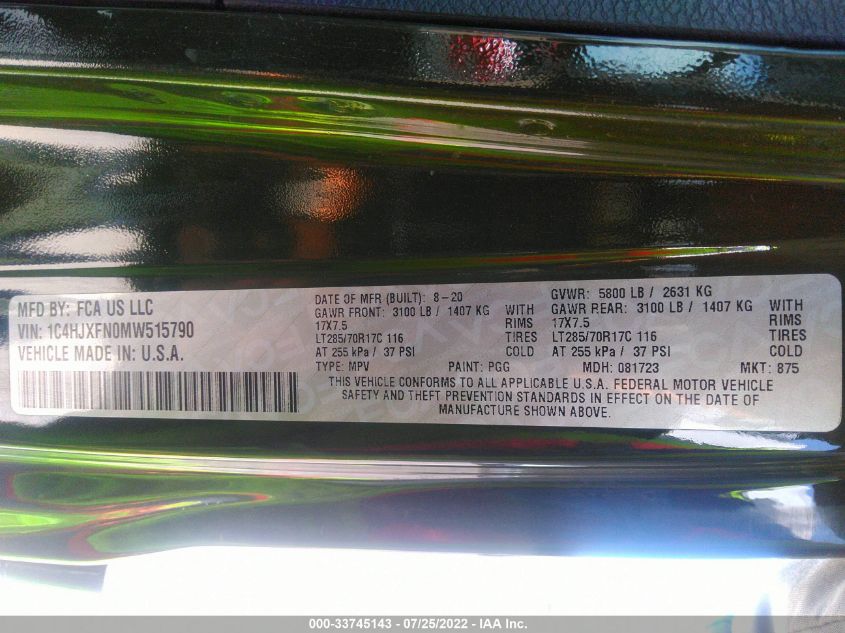 MFD BY: FCA US LLC
VIN: 1C4HJXFN0MW515790
VEHICLE MADE IN: U.S.A.
DATE OF MFR (BUILT): 8-20
GVWR: 5800 LB / 2631 KG
GAWR FRONT: 3100 LB / 1407 KG WITH
GAWR REAR: 3100 LB / 1407 KG WITH
17X7.5 RIMS
17X7.5 RIMS
LT285/70R17C 116 TIRES
LT285/70R17C 116 TIRES
AT 255 kPa / 37 PSI COLD
AT 255 kPa / 37 PSI COLD
TYPE: MPV PAINT: PGG MDH: 081723 MKT: 875
THIS VEHICLE CONFORMS TO ALL APPLICABLE U.S.A. FEDERAL MOTOR VEHICLE
SAFETY AND THEFT PREVENTION STANDARDS IN EFFECT ON THE DATE OF
MANUFACTURE SHOWN ABOVE.
000-33745143 - 07/25/2022 - IAA Inc.